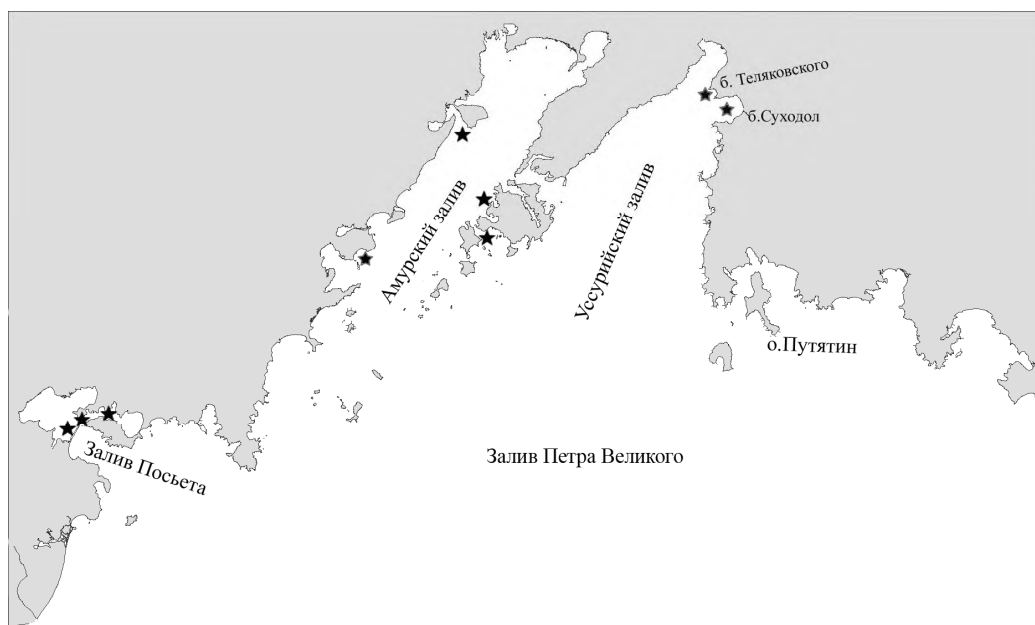 б. Теляковского
б.Суходол
Амурский залив
Уссурийский залив
о.Путятин
Залив Посьета
Залив Петра Великого